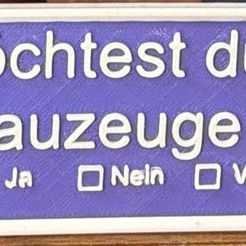 öchtest du
auzeuge
Ja ☐ Nein ☐ V